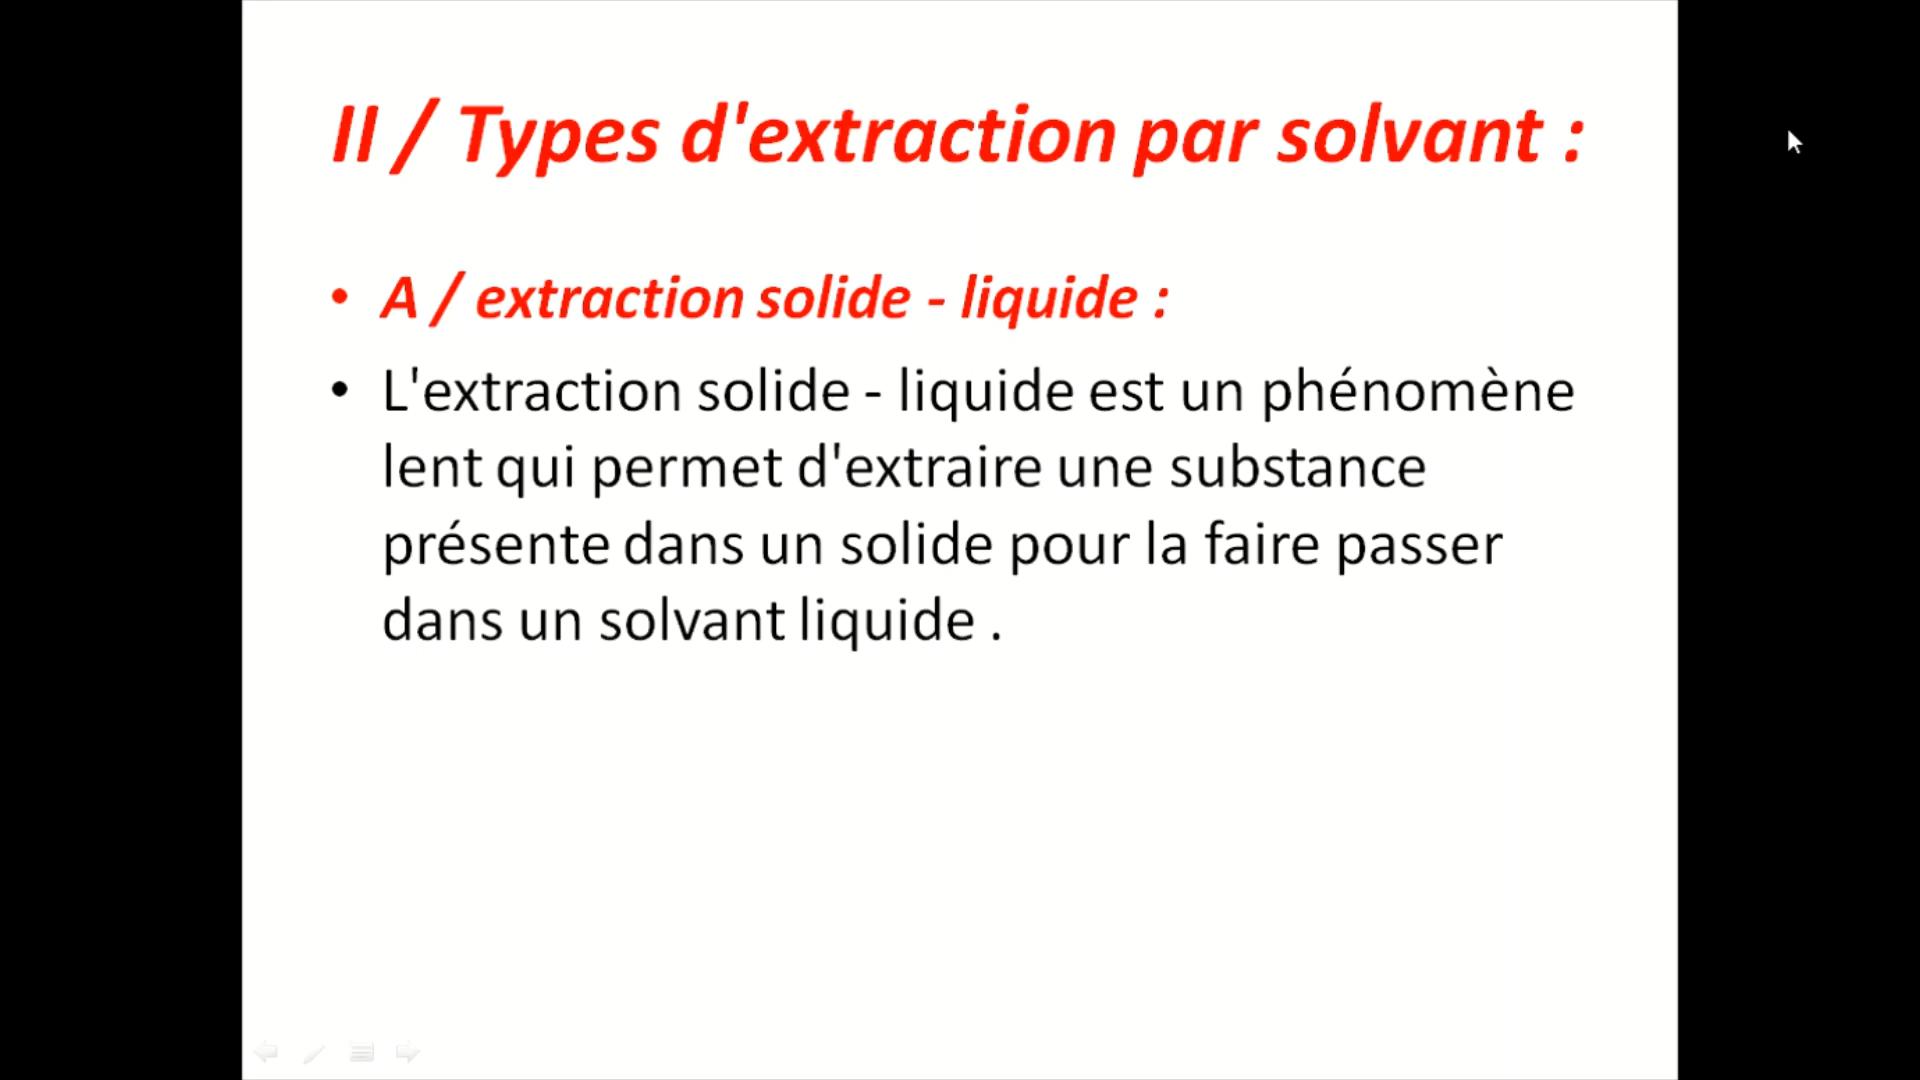 II / Types d'extraction par solvant :
• A / extraction solide - liquide :
• L'extraction solide - liquide est un phénomène
lent qui permet d'extraire une substance
présente dans un solide pour la faire passer
dans un solvant liquide .